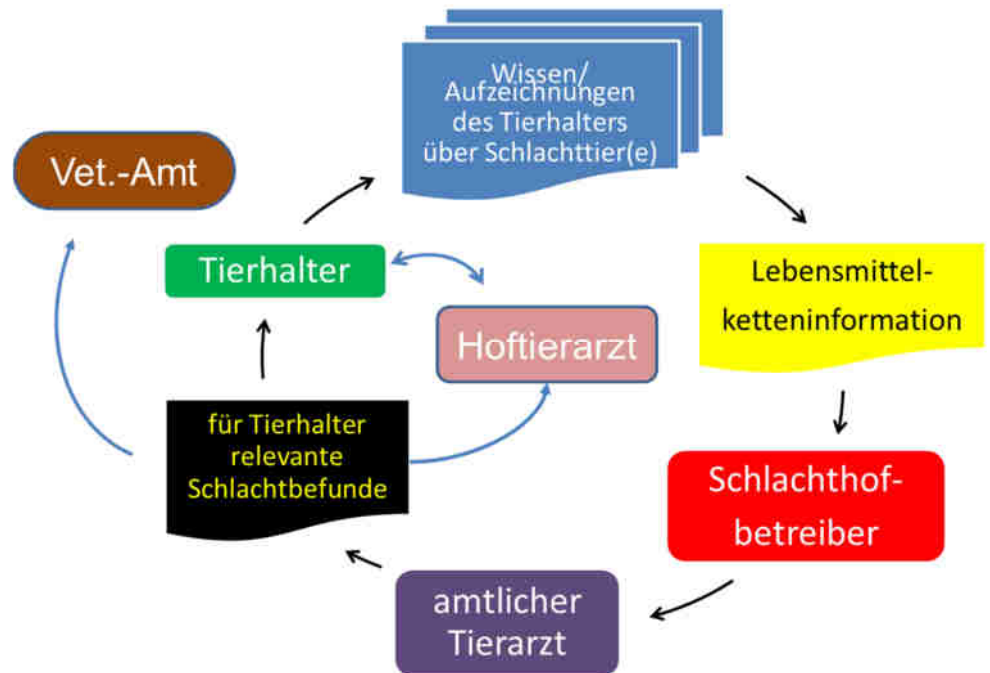 Wissen/
Aufzeichnungen
des Tierhalters
über Schlachttier(e)
Vet.-Amt
Tierhalter
Lebensmittel-
ketteninformation
Hoftierarzt
für Tierhalter
relevante
Schlachtbefunde
Schlachthof-
betreiber
amtlicher
Tierarzt